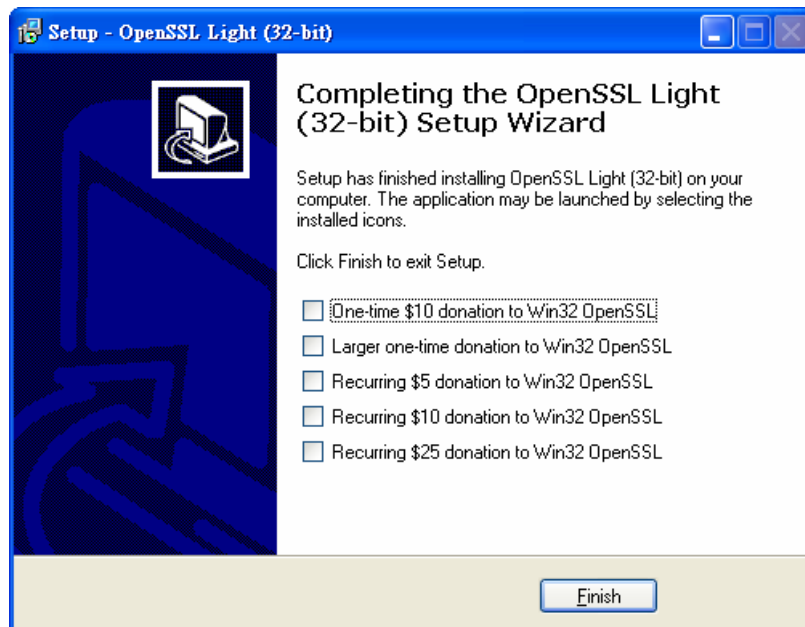 Setup - OpenSSL Light (32-bit)
Completing the OpenSSL Light
(32-bit) Setup Wizard
Setup has finished installing OpenSSL Light (32-bit) on your
computer. The application may be launched by selecting the
installed icons.
Click Finish to exit Setup.
One-time $10 donation to Win32 OpenSSL
Larger one-time donation to Win32 OpenSSL
Recurring $5 donation to Win32 OpenSSL
Recurring $10 donation to Win32 OpenSSL
Recurring $25 donation to Win32 OpenSSL
Finish